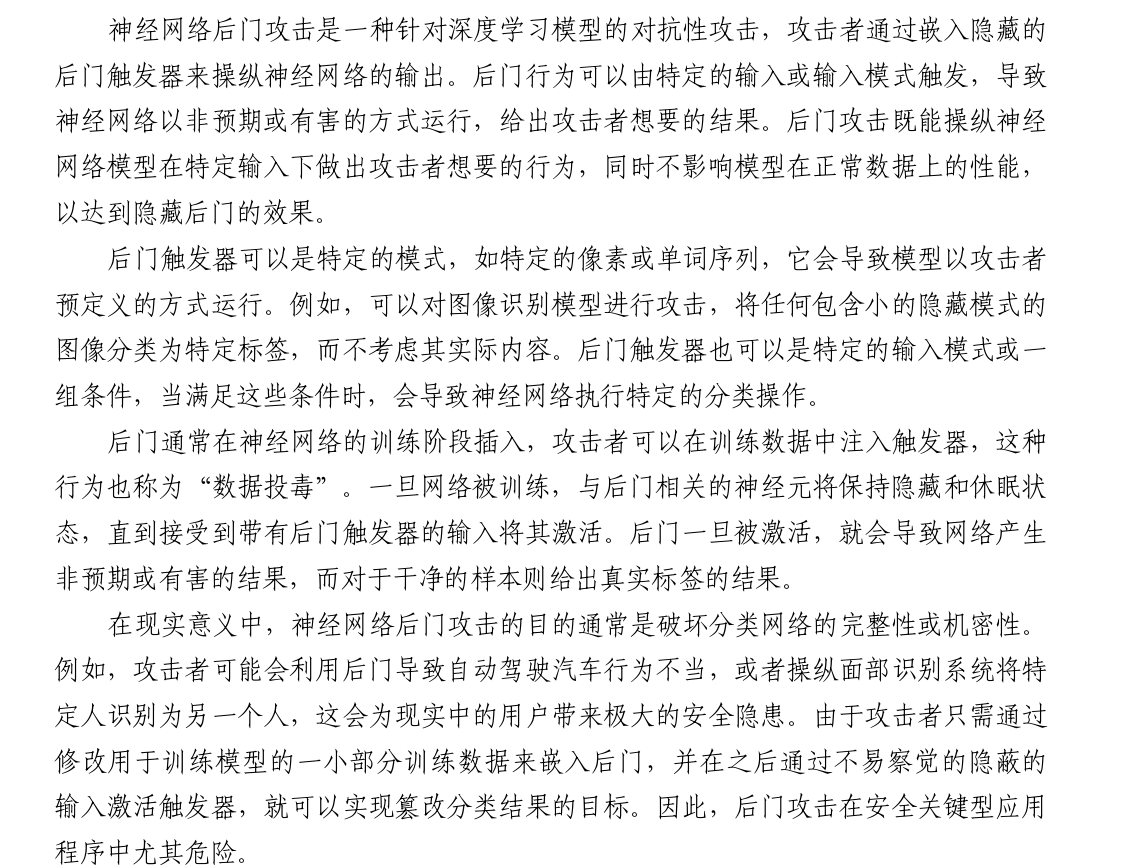 神经网络后门攻击是一种针对深度学习模型的对抗性攻击，攻击者通过嵌入隐藏的
后门触发器来操纵神经网络的输出。后门行为可以由特定的输入或输入模式触发，导致
神经网络以非预期或有害的方式运行，给出攻击者想要的结果。后门攻击既能操纵神经
网络模型在特定输入下做出攻击者想要的行为，同时不影响模型在正常数据上的性能，
以达到隐藏后门的效果。
后门触发器可以是特定的模式，如特定的像素或单词序列，它会导致模型以攻击者
预定义的方式运行。例如，可以对图像识别模型进行攻击，将任何包含小的隐藏模式的
图像分类为特定标签，而不考虑其实际内容。后门触发器也可以是特定的输入模式或一
组条件，当满足这些条件时，会导致神经网络执行特定的分类操作。
后门通常在神经网络的训练阶段插入，攻击者可以在训练数据中注入触发器，这种
行为也称为“数据投毒”。一旦网络被训练，与后门相关的神经元将保持隐藏和休眠状
态，直到接受到带有后门触发器的输入将其激活。后门一旦被激活，就会导致网络产生
非预期或有害的结果，而对于干净的样本则给出真实标签的结果。
在现实意义中，神经网络后门攻击的目的通常是破坏分类网络的完整性或机密性。
例如，攻击者可能会利用后门导致自动驾驶汽车行为不当，或者操纵面部识别系统将特
定人识别为另一个人，这会为现实中的用户带来极大的安全隐患。由于攻击者只需通过
修改用于训练模型的一小部分训练数据来嵌入后门，并在之后通过不易察觉的隐蔽的
输入激活触发器，就可以实现篡改分类结果的目标。因此，后门攻击在安全关键型应用
程序中尤其危险。